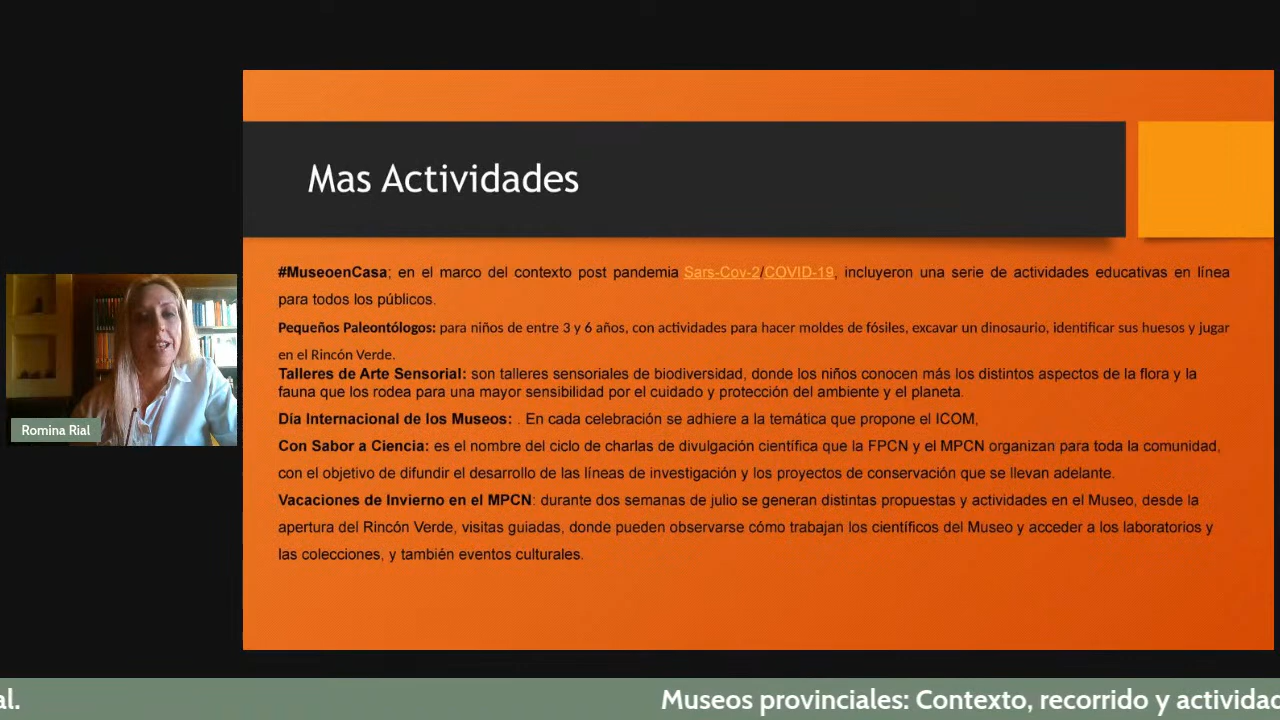 Mas Actividades
#MuseoenCasa; en el marco del contexto post pandemia Sars-Cov-2/COVID-19, incluyeron una serie de actividades educativas en línea
para todos los públicos.
Pequeños Paleontólogos: para niños de entre 3 y 6 años, con actividades para hacer moldes de fósiles, excavar un dinosaurio, identificar sus huesos y jugar
en el Rincón Verde.
Talleres de Arte Sensorial: son talleres sensoriales de biodiversidad, donde los niños conocen más los distintos aspectos de la flora y la
fauna que los rodea para una mayor sensibilidad por el cuidado y protección del ambiente y el planeta.
Día Internacional de los Museos: . En cada celebración se adhiere a la temática que propone el ICOM,
Con Sabor a Ciencia: es el nombre del ciclo de charlas de divulgación científica que la FPCN y el MPCN organizan para toda la comunidad,
con el objetivo de difundir el desarrollo de las líneas de investigación y los proyectos de conservación que se llevan adelante.
Vacaciones de Invierno en el MPCN: durante dos semanas de julio se generan distintas propuestas y actividades en el Museo, desde la
apertura del Rincón Verde, visitas guiadas, donde pueden observarse cómo trabajan los científicos del Museo y acceder a los laboratorios y
las colecciones, y también eventos culturales.
Romina Rial
al. Museos provinciales: Contexto, recorrido y actividad